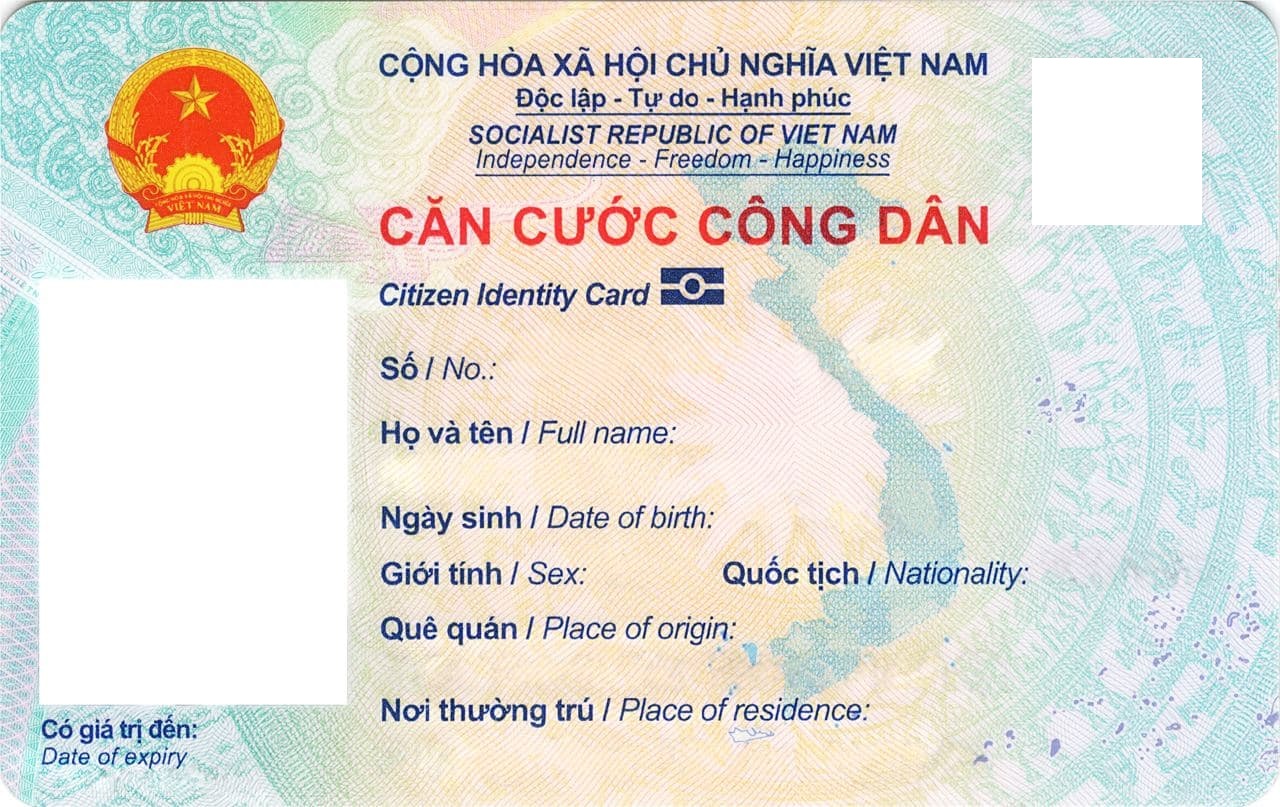 CỘNG HÒA XÃ HỘI CHỦ NGHĨA VIỆT NAM
Độc lập - Tự do - Hạnh phúc
SOCIALIST REPUBLIC OF VIET NAM
Independence - Freedom - Happiness
CỘNG HÒA XÃ HỘI CHỦ NGHĨA
VIỆT NAM
CĂN CƯỚC CÔNG DÂN
Citizen Identity Card
Số / No.:
Họ và tên / Full name:
Ngày sinh / Date of birth:
Giới tính / Sex: Quốc tịch / Nationality:
Quê quán / Place of origin:
Nơi thường trú / Place of residence:
Có giá trị đến:
Date of expiry